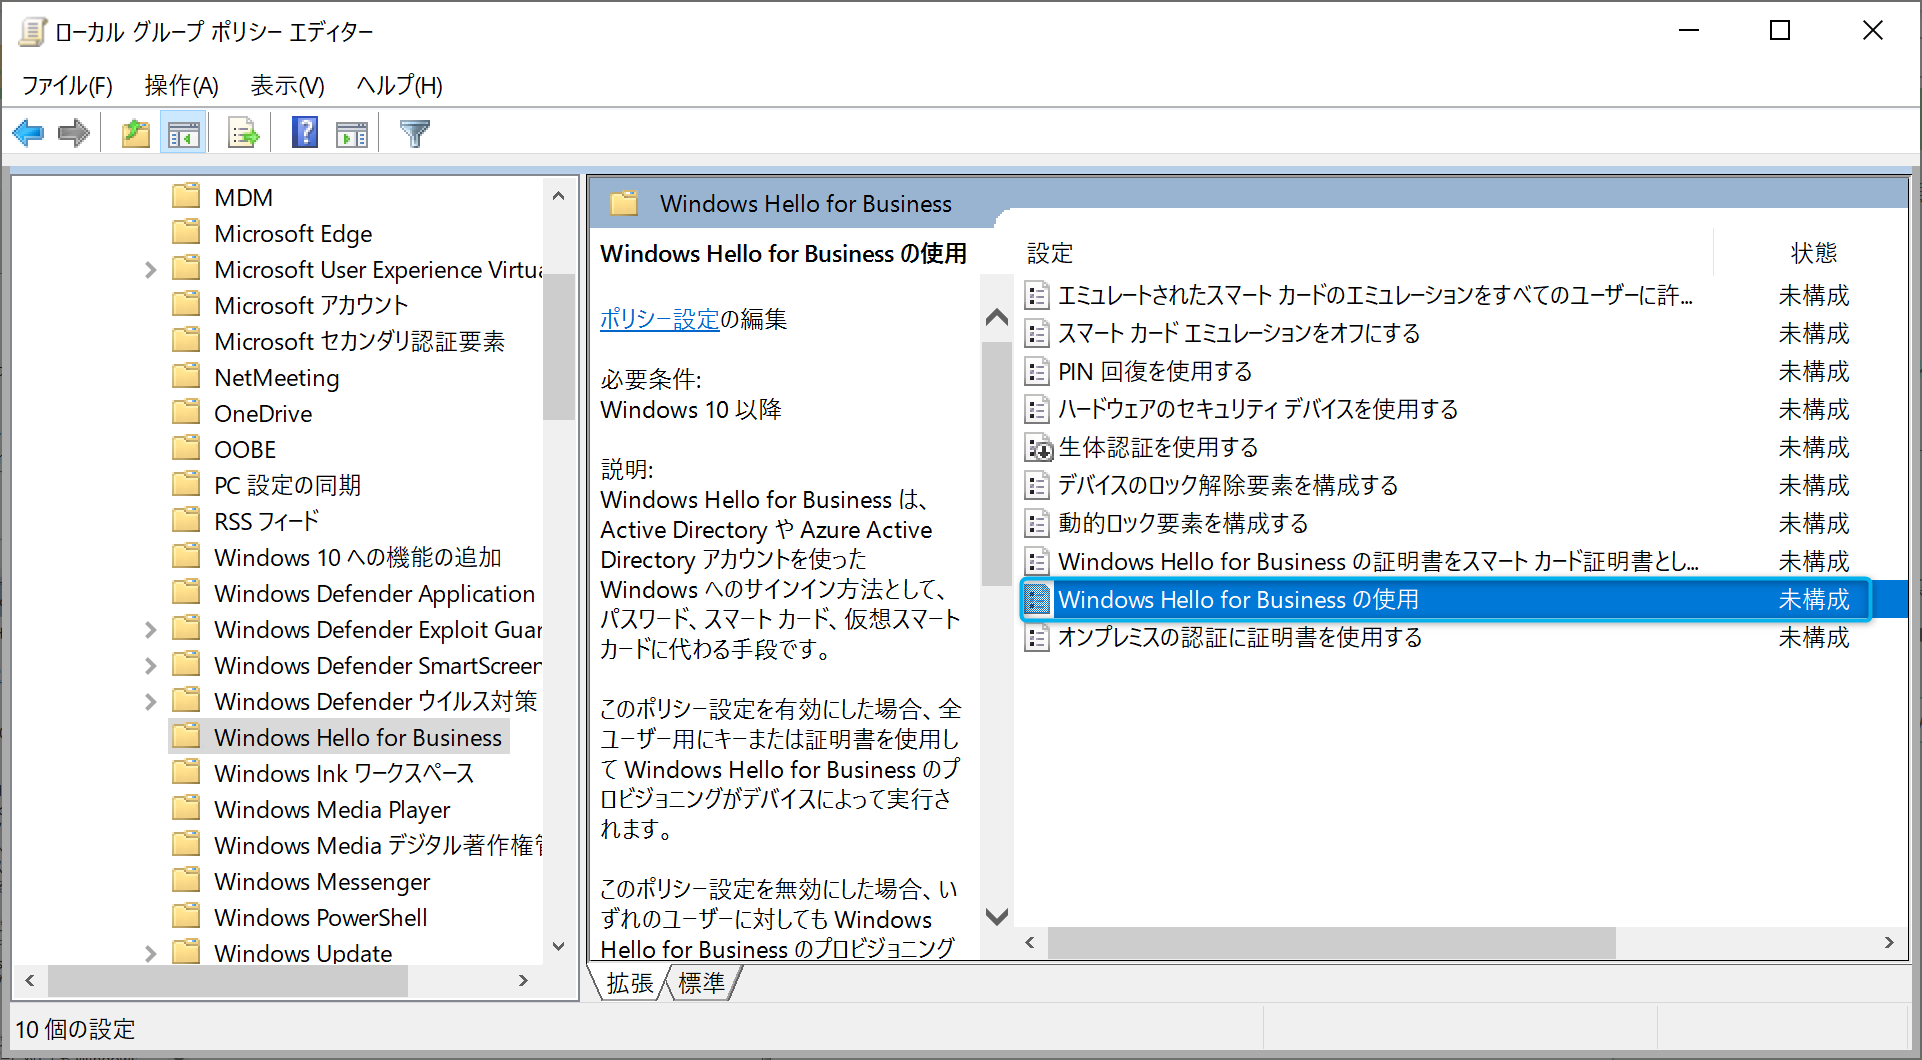 ローカル グループ ポリシー エディター
ファイル(F) 操作(A) 表示(V) ヘルプ(H)
MDM
Microsoft Edge
Microsoft User Experience Virtua
Microsoft アカウント
Microsoft セカンダリ認証要素
NetMeeting
OneDrive
OOBE
PC 設定の同期
RSS フィード
Windows 10 への機能の追加
Windows Defender Application
Windows Defender Exploit Guar
Windows Defender SmartScreen
Windows Defender ウイルス対策
Windows Hello for Business
Windows Ink ワークスペース
Windows Media Player
Windows Media デジタル著作権管
Windows Messenger
Windows PowerShell
Windows Update
Windows Hello for Business
Windows Hello for Business の使用
ポリシー設定の編集
必要条件:
Windows 10 以降
説明:
Windows Hello for Business は、
Active Directory や Azure Active
Directory アカウントを使った
Windows へのサインイン方法として、
パスワード、スマート カード、仮想スマート
カードに代わる手段です。
このポリシー設定を有効にした場合、全
ユーザー用にキーまたは証明書を使用し
て Windows Hello for Business のプ
ロビジョニングがデバイスによって実行さ
れます。
このポリシー設定を無効にした場合、い
ずれのユーザーに対しても Windows
Hello for Business のプロビジョニング
設定 状態
エミュレートされたスマート カードのエミュレーションをすべてのユーザーに許... 未構成
スマート カード エミュレーションをオフにする 未構成
PIN 回復を使用する 未構成
ハードウェアのセキュリティ デバイスを使用する 未構成
生体認証を使用する 未構成
デバイスのロック解除要素を構成する 未構成
動的ロック要素を構成する 未構成
Windows Hello for Business の証明書をスマート カード証明書とし... 未構成
Windows Hello for Business の使用 未構成
オンプレミスの認証に証明書を使用する 未構成
拡張 標準
10 個の設定